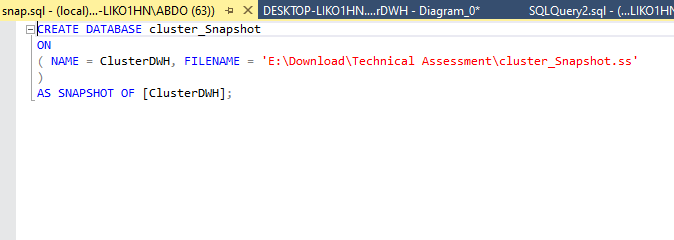 snap.sql - (local)...-LIKO1HN\ABDO (63))
DESKTOP-LIKO1HN....rDWH - Diagram_0*
SQLQuery2.sql - (...LIKO1HN
CREATE DATABASE cluster_Snapshot
ON
( NAME = ClusterDWH, FILENAME = 'E:\Download\Technical Assessment\cluster_Snapshot.ss'
)
AS SNAPSHOT OF [ClusterDWH];